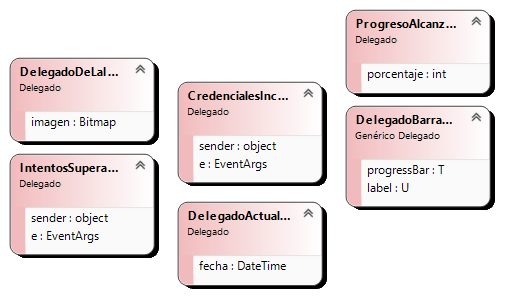 DelegadoDeLaI...
Delegado
imagen : Bitmap
IntentosSupera...
Delegado
sender : object
e : EventArgs
CredencialesInc...
Delegado
sender : object
e : EventArgs
DelegadoActual...
Delegado
fecha : DateTime
ProgresoAlcanz...
Delegado
porcentaje : int
DelegadoBarra...
Genérico Delegado
progressBar : T
label : U